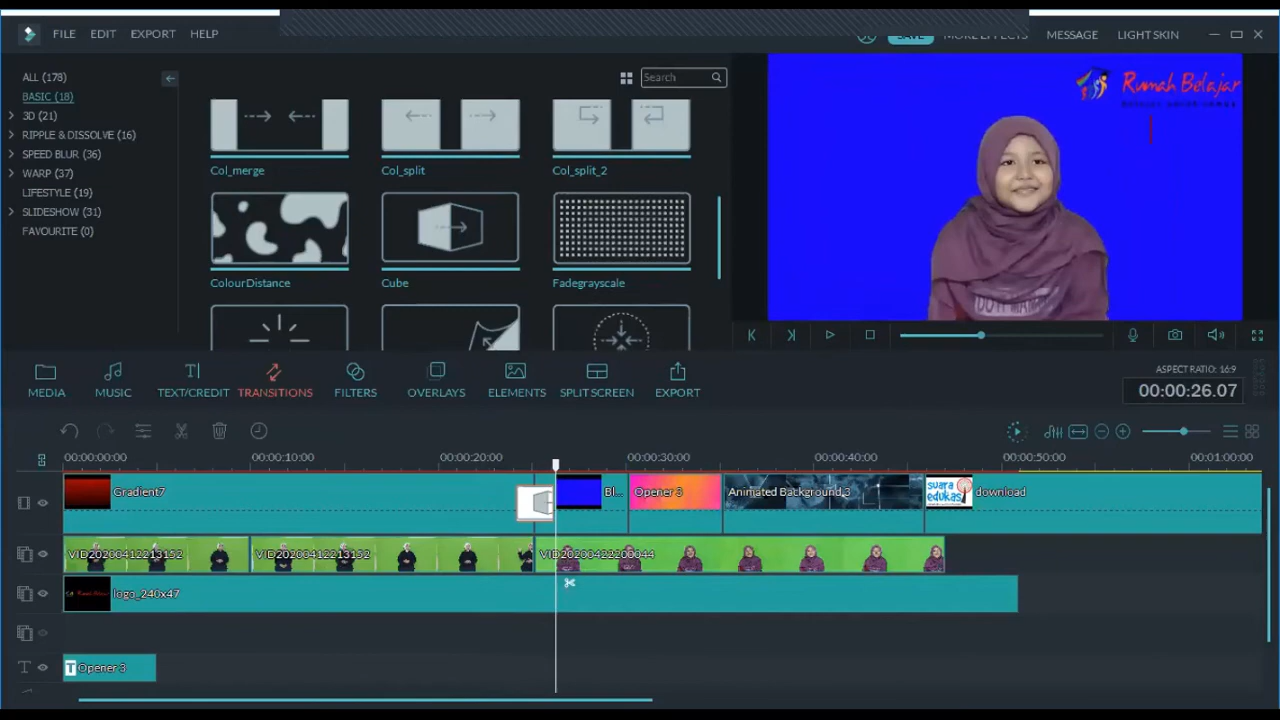 FILE EDIT EXPORT HELP SAVE MORE EFFECTS MESSAGE LIGHT SKIN
ALL (178)
BASIC (18)
3D (21)
RIPPLE & DISSOLVE (16)
SPEED BLUR (36)
WARP (37)
LIFESTYLE (19)
SLIDESHOW (31)
FAVOURITE (0)
Search
Col_merge Col_split Col_split_2
ColourDistance Cube Fadegrayscale
Rumah Belajar
MEDIA MUSIC TEXT/CREDIT TRANSITIONS FILTERS OVERLAYS ELEMENTS SPLIT SCREEN EXPORT
ASPECT RATIO: 16:9
00:00:26.07
00:00:00:00 00:00:10:00 00:00:20:00 00:00:30:00 00:00:40:00 00:00:50:00 00:01:00:00
Gradient7 Bl... Opener 3 Animated Background 3 suara edukasi download
VID20200412213152 VID20200412213152 VID20200422200044
Rumah Belajar logo_240x47
T Opener 3